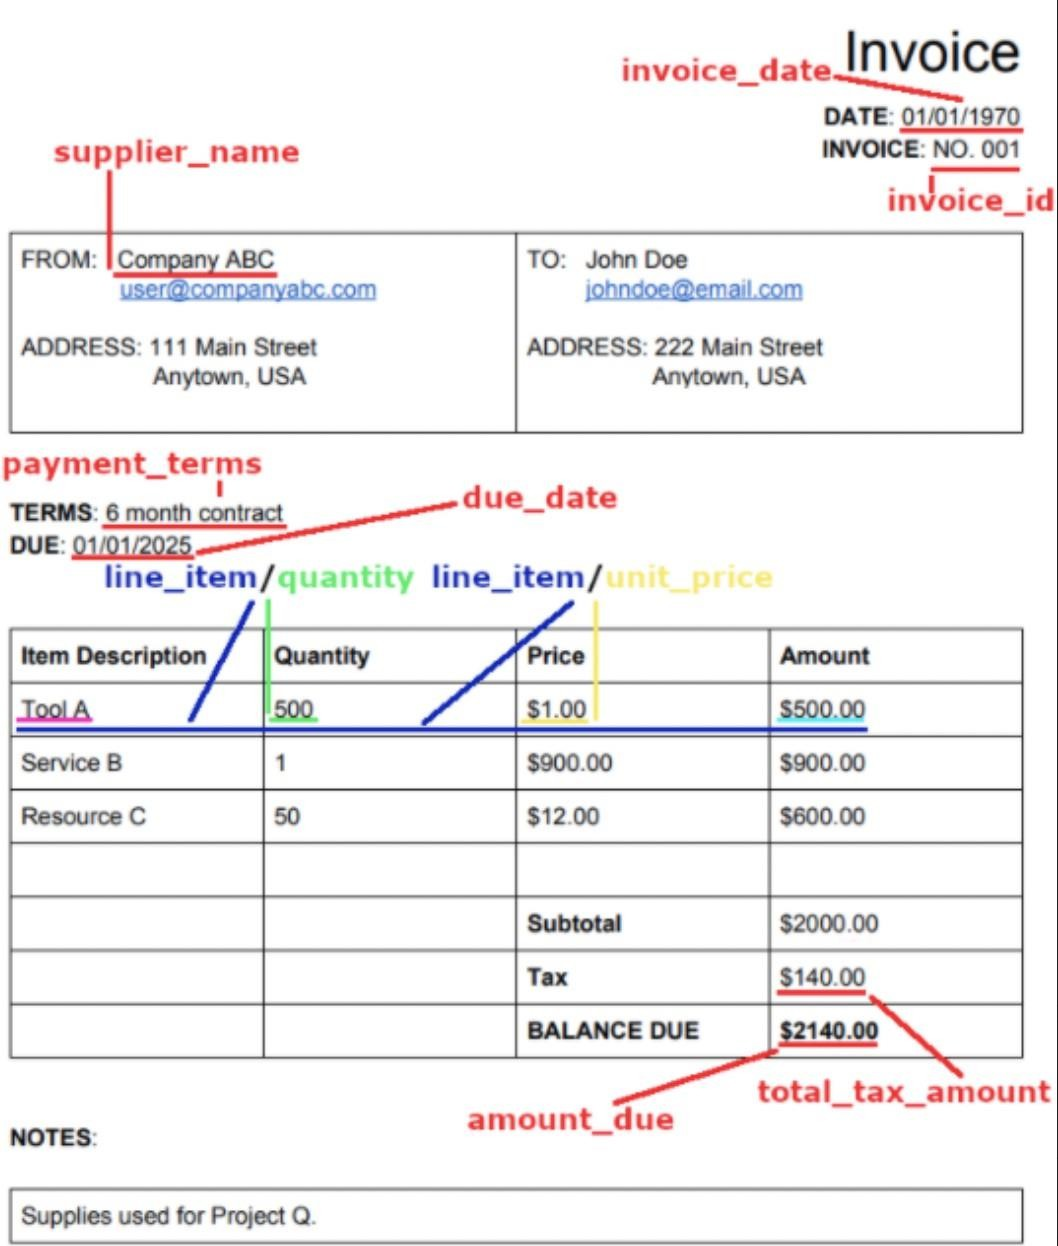 Invoice
invoice_date
DATE: 01/01/1970
INVOICE: NO. 001
supplier_name
invoice_id
FROM: Company ABC
user@companyabc.com
ADDRESS: 111 Main Street
Anytown, USA
TO: John Doe
johndoe@email.com
ADDRESS: 222 Main Street
Anytown, USA
payment_terms
TERMS: 6 month contract
due_date
DUE: 01/01/2025
line_item/quantity line_item/unit_price
Item Description Quantity Price Amount
Tool A 500 $1.00 $500.00
Service B 1 $900.00 $900.00
Resource C 50 $12.00 $600.00
Subtotal $2000.00
Tax $140.00
BALANCE DUE $2140.00
total_tax_amount
amount_due
NOTES:
Supplies used for Project Q.